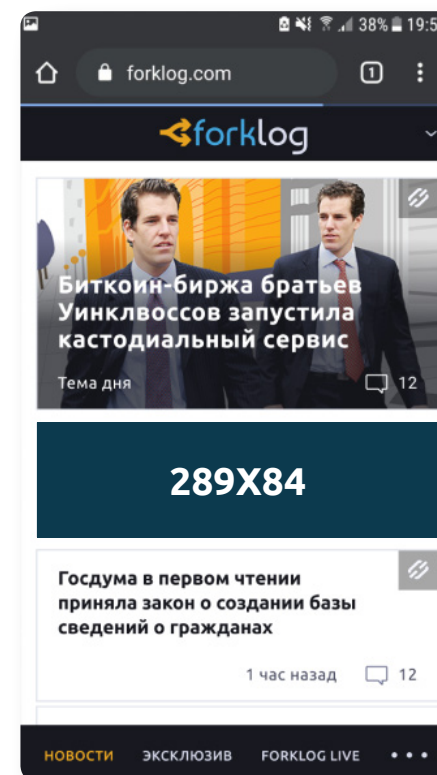 38% 19:5
forklog.com 1
forklog
Биткоин-биржа братьев
Уинклвоссов запустила
кастодиальный сервис
Тема дня 12
289X84
Госдума в первом чтении
приняла закон о создании базы
сведений о гражданах
1 час назад 12
НОВОСТИ ЭКСКЛЮЗИВ FORKLOG LIVE